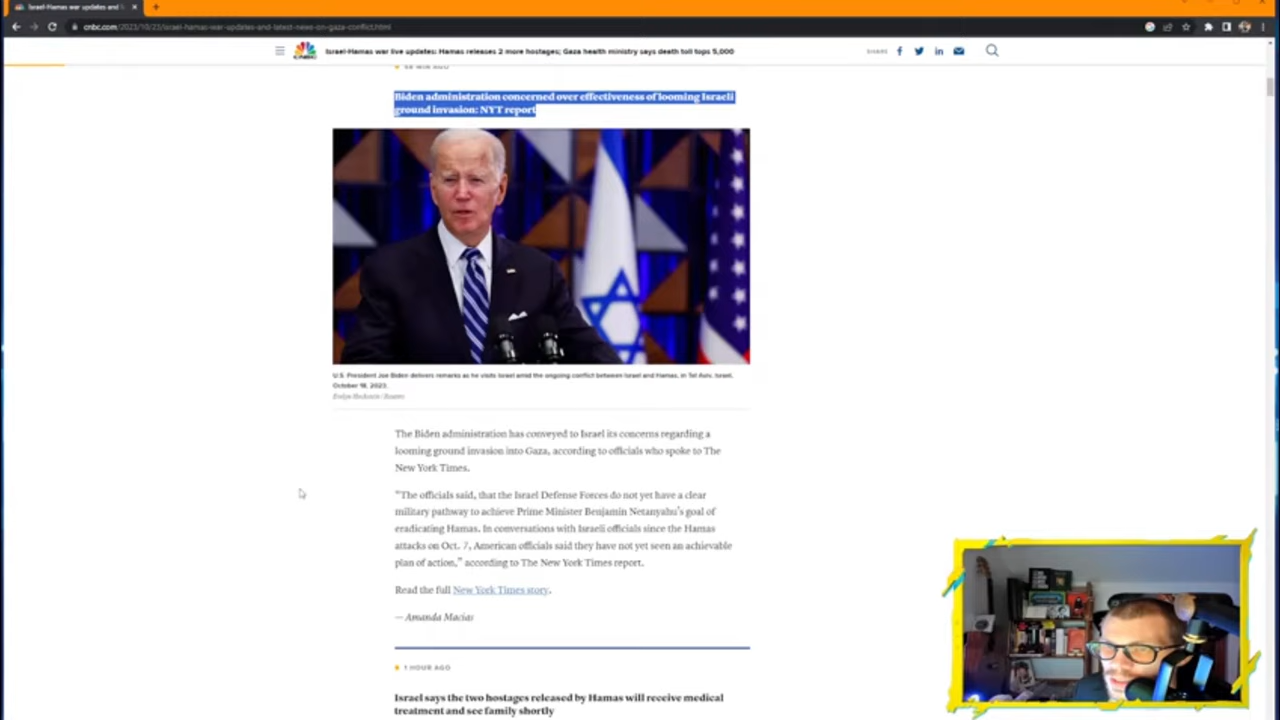 Israel-Hamas war updates and l
cnbc.com/2023/10/23/israel-hamas-war-updates-and-latest-news-on-gaza-conflict.html
CNBC
Israel-Hamas war live updates: Hamas releases 2 more hostages; Gaza health ministry says death toll tops 5,000
SHARE
MIN AGO
Biden administration concerned over effectiveness of looming Israeli
ground invasion: NYT report
U.S. President Joe Biden delivers remarks as he visits Israel amid the ongoing conflict between Israel and Hamas, in Tel Aviv, Israel,
October 18, 2023.
Evelyn Hockstein | Reuters
The Biden administration has conveyed to Israel its concerns regarding a
looming ground invasion into Gaza, according to officials who spoke to The
New York Times.
"The officials said, that the Israel Defense Forces do not yet have a clear
military pathway to achieve Prime Minister Benjamin Netanyahu's goal of
eradicating Hamas. In conversations with Israeli officials since the Hamas
attacks on Oct. 7, American officials said they have not yet seen an achievable
plan of action," according to The New York Times report.
Read the full New York Times story.
— Amanda Macias
1 HOUR AGO
Israel says the two hostages released by Hamas will receive medical
treatment and see family shortly